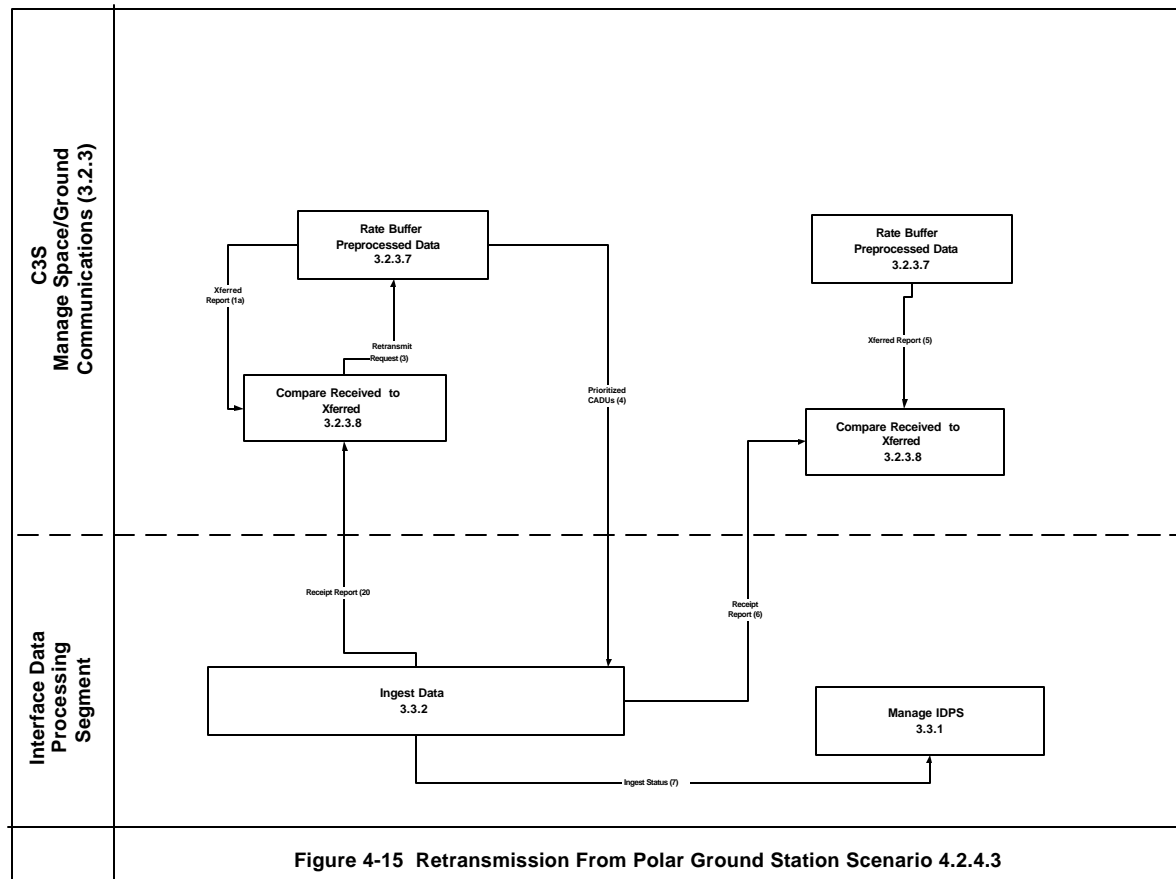 C3S
Manage Space/Ground
Communications (3.2.3)
Rate Buffer
Preprocessed Data
3.2.3.7
Rate Buffer
Preprocessed Data
3.2.3.7
Xferred
Report (1a)
Retransmit
Request (3)
Xferred Report (5)
Compare Received to
Xferred
3.2.3.8
Prioritized
CADUs (4)
Compare Received to
Xferred
3.2.3.8
Interface Data
Processing
Segment
Receipt Report (20
Receipt
Report (6)
Ingest Data
3.3.2
Manage IDPS
3.3.1
Ingest Status (7)
Figure 4-15 Retransmission From Polar Ground Station Scenario 4.2.4.3